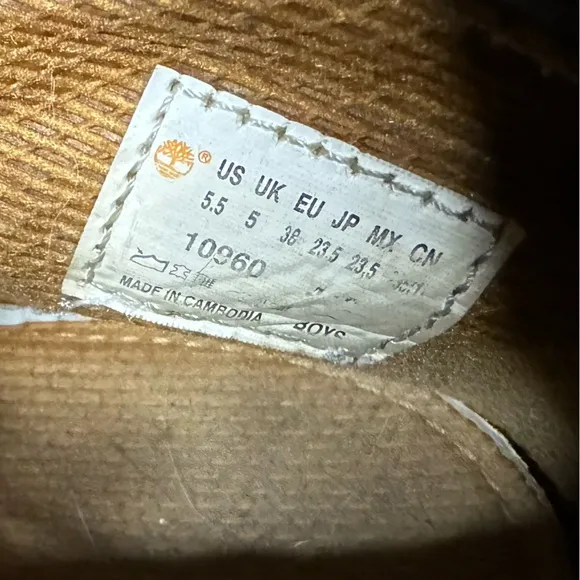 ® US UK EU JP MX CN
5.5 5 38 23.5 23.5
10960
MADE IN CAMBODIA BOYS